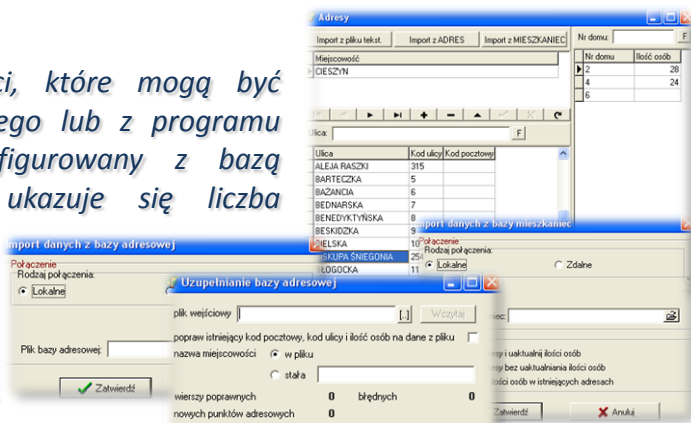 ci, które mogą być
ego lub z programu
figurowany z bazą
ukazuje się liczba
Adresy
Import z pliku tekst. Import z ADRES Import z MIESZKANIEC
Nr domu: F
Miejscowość
CIESZYN
Nr domu Ilość osób
2 28
4 24
6
Ulica: F
Ulica Kod ulicy Kod pocztowy
ALEJA RASZKI 315
BARTECZKA 5
BAŻANCIA 6
BEDNARSKA 7
BENEDYKTYŃSKA 8
BESKIDZKA 9
BIELSKA 10
ISKUPA ŚNIEGONIA 254
ŁOGOCKA 11
mport danych z bazy mieszkaniec
Połączenie
Rodzaj połączenia:
Lokalne Zdalne
niec:
sy i uaktualnij ilości osób
sy bez uaktualniania ilości osób
ilości osób w istniejących adresach
Zatwierdź Anuluj
mport danych z bazy adresowej
Połączenie
Rodzaj połączenia:
Lokalne
Plik bazy adresowej:
Zatwierdź
Uzupełnianie bazy adresowej
plik wejściowy [..] Wczytaj
popraw istniejący kod pocztowy, kod ulicy i ilość osób na dane z pliku
nazwa miejscowości w pliku
stała
wierszy poprawnych 0 błędnych 0
nowych punktów adresowych 0